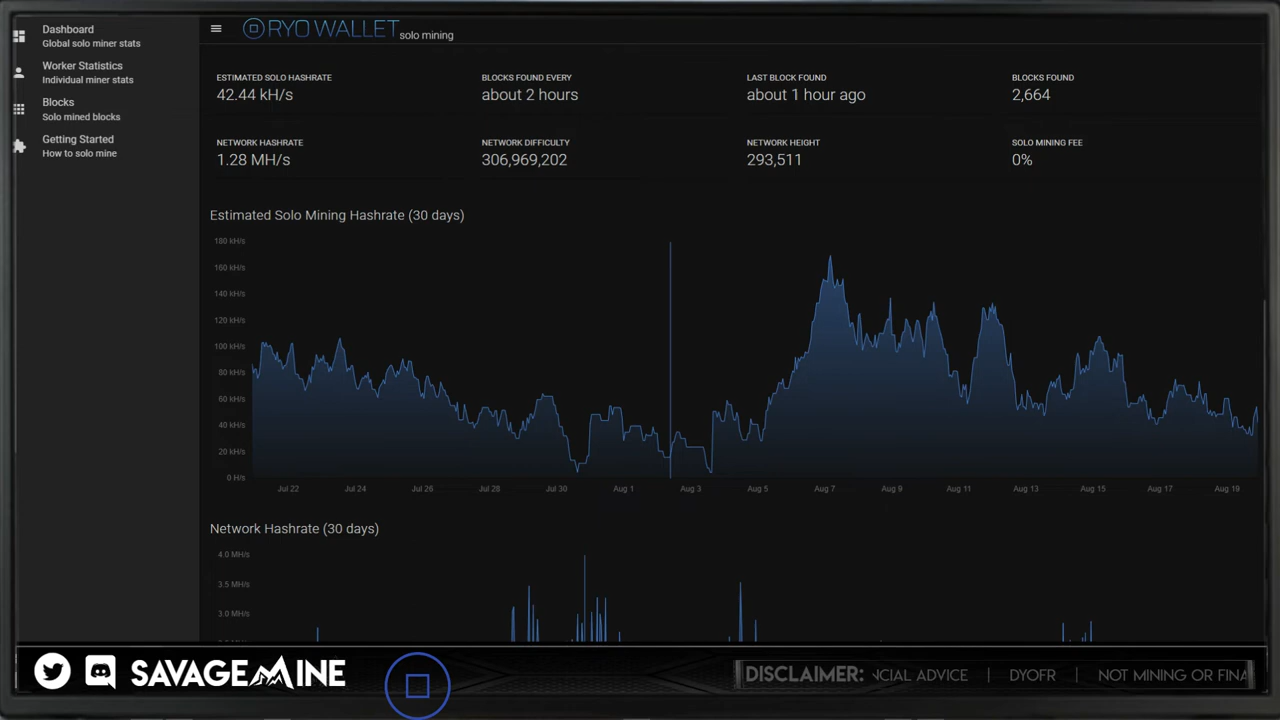 Dashboard
Global solo miner stats
Worker Statistics
Individual miner stats
Blocks
Solo mined blocks
Getting Started
How to solo mine
RYO WALLET solo mining
ESTIMATED SOLO HASHRATE
42.44 kH/s
BLOCKS FOUND EVERY
about 2 hours
LAST BLOCK FOUND
about 1 hour ago
BLOCKS FOUND
2,664
NETWORK HASHRATE
1.28 MH/s
NETWORK DIFFICULTY
306,969,202
NETWORK HEIGHT
293,511
SOLO MINING FEE
0%
Estimated Solo Mining Hashrate (30 days)
180 kH/s
160 kH/s
140 kH/s
120 kH/s
100 kH/s
80 kH/s
60 kH/s
40 kH/s
20 kH/s
0 H/s
Jul 22 Jul 24 Jul 26 Jul 28 Jul 30 Aug 1 Aug 3 Aug 5 Aug 7 Aug 9 Aug 11 Aug 13 Aug 15 Aug 17 Aug 19
Network Hashrate (30 days)
4.0 MH/s
3.5 MH/s
3.0 MH/s
SAVAGEMINE
DISCLAIMER: NCIAL ADVICE | DYOFR | NOT MINING OR FINA